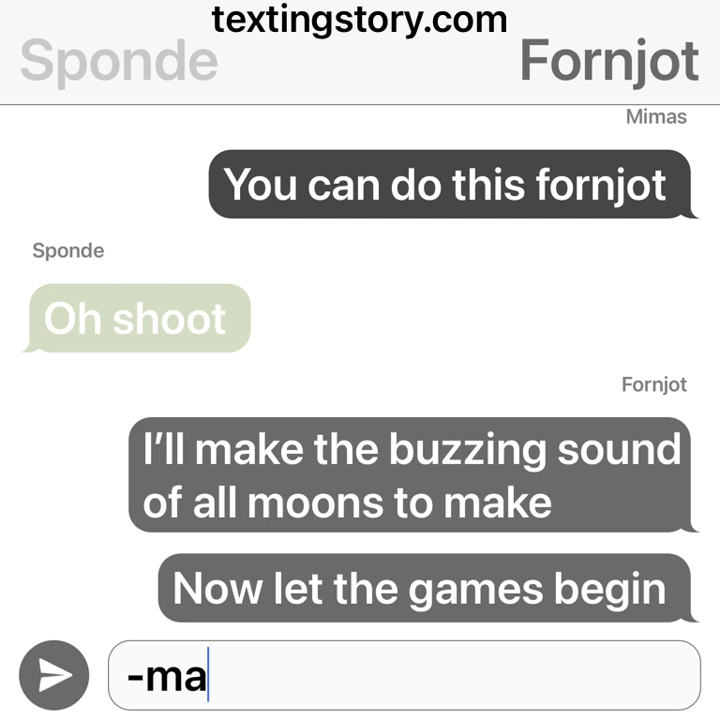 textingstory.com
Sponde
Fornjot
Mimas
You can do this fornjot
Sponde
Oh shoot
Fornjot
I’ll make the buzzing sound
of all moons to make
Now let the games begin
-ma